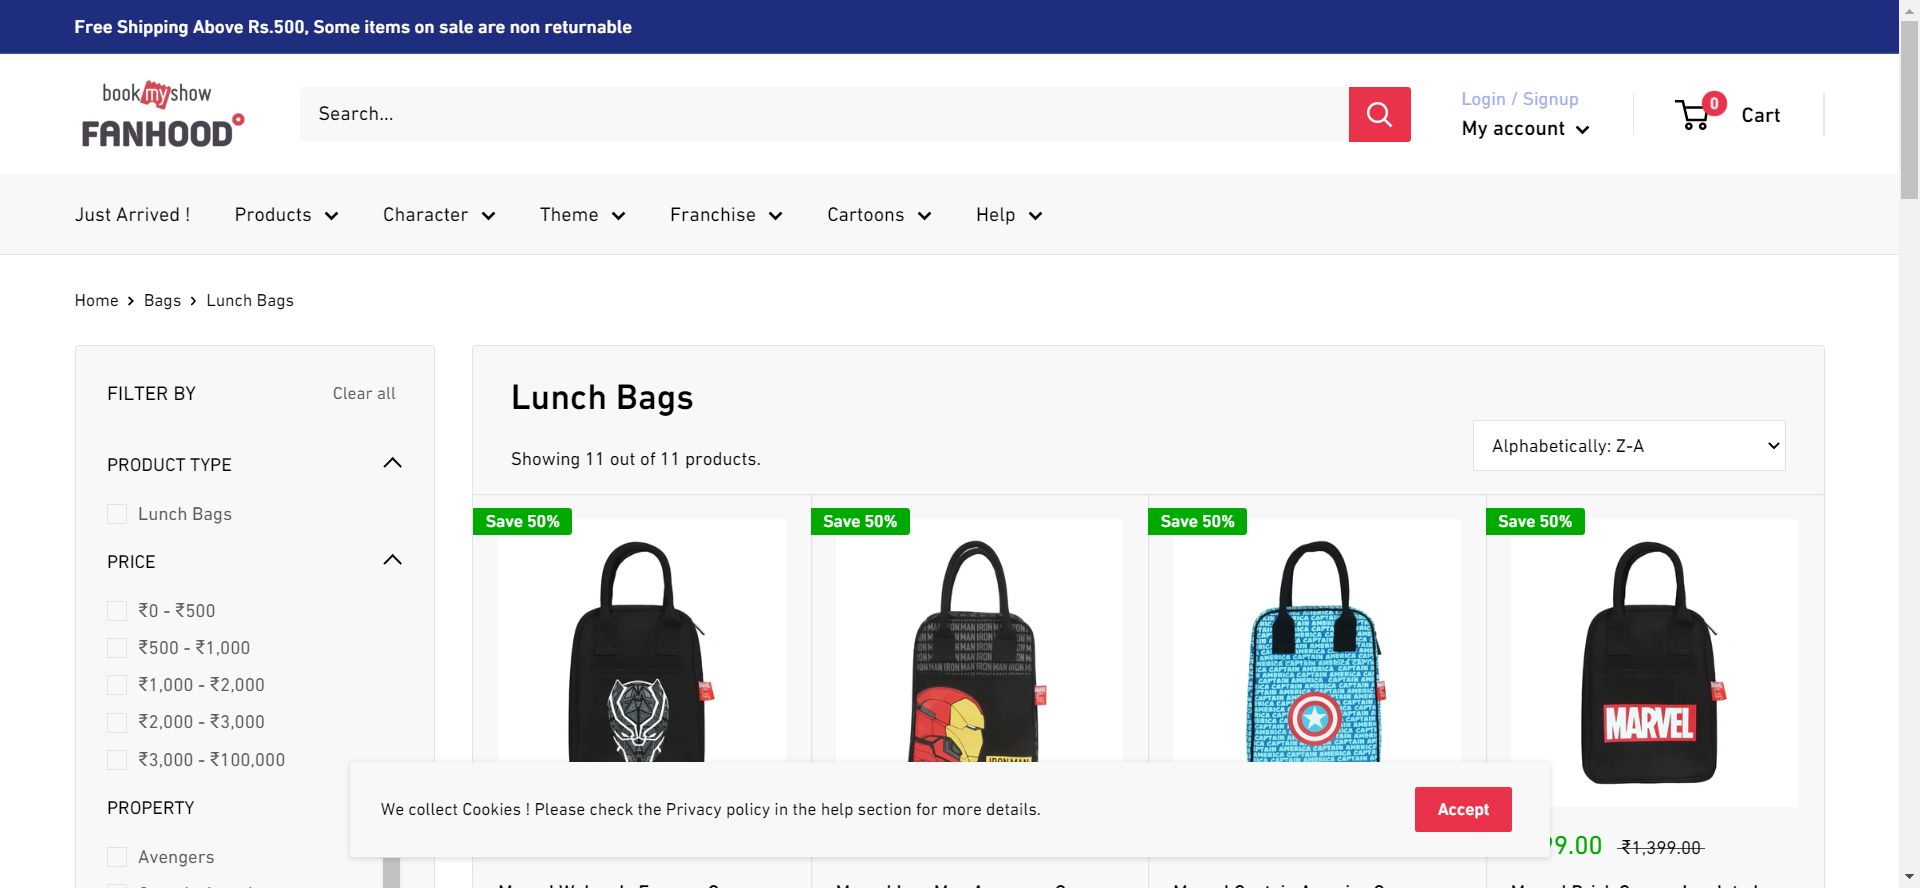 Free Shipping Above Rs.500, Some items on sale are non returnable
bookmyshow
FANHOOD
Search...
Login / Signup
My account
0
Cart
Just Arrived !
Products
Character
Theme
Franchise
Cartoons
Help
Home
Bags
Lunch Bags
FILTER BY
Clear all
PRODUCT TYPE
Lunch Bags
PRICE
₹0 - ₹500
₹500 - ₹1,000
₹1,000 - ₹2,000
₹2,000 - ₹3,000
₹3,000 - ₹100,000
PROPERTY
Avengers
Lunch Bags
Showing 11 out of 11 products.
Alphabetically: Z-A
Save 50%
Save 50%
Save 50%
Save 50%
MARVEL
We collect Cookies ! Please check the Privacy policy in the help section for more details.
Accept
99.00
₹1,399.00